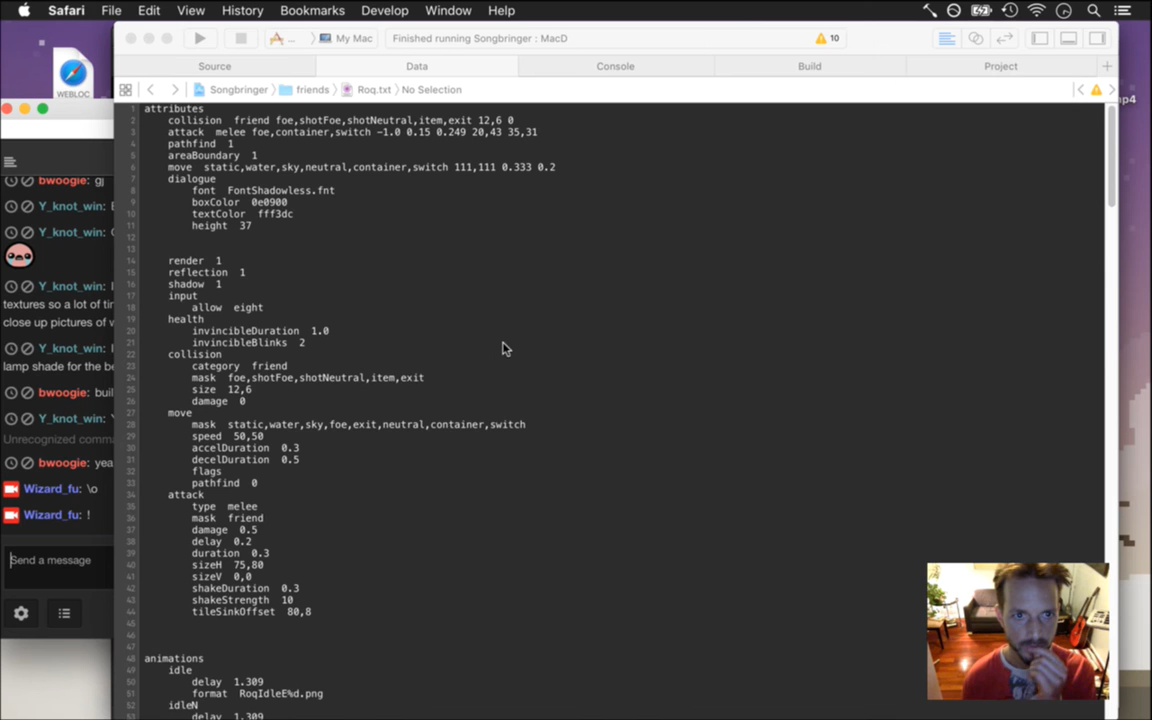 Safari File Edit View History Bookmarks Develop Window Help
WEBLOC
... My Mac Finished running Songbringer : MacD 10
Source Data Console Build Project
Songbringer friends Roq.txt No Selection
mp4
1 attributes
2 collision friend foe,shotFoe,shotNeutral,item,exit 12,6 0
3 attack melee foe,container,switch -1.0 0.15 0.249 20,43 35,31
4 pathfind 1
5 areaBoundary 1
6 move static,water,sky,neutral,container,switch 111,111 0.333 0.2
7 dialogue
8 font FontShadowless.fnt
9 boxColor 0e0900
10 textColor fff3dc
11 height 37
12
13
14 render 1
15 reflection 1
16 shadow 1
17 input
18 allow eight
19 health
20 invincibleDuration 1.0
21 invincibleBlinks 2
22 collision
23 category friend
24 mask foe,shotFoe,shotNeutral,item,exit
25 size 12,6
26 damage 0
27 move
28 mask static,water,sky,foe,exit,neutral,container,switch
29 speed 50,50
30 accelDuration 0.3
31 decelDuration 0.5
32 flags
33 pathfind 0
34 attack
35 type melee
36 mask friend
37 damage 0.5
38 delay 0.2
39 duration 0.3
40 sizeH 75,80
41 sizeV 0,0
42 shakeDuration 0.3
43 shakeStrength 10
44 tileSinkOffset 80,8
45
46
47
48 animations
49 idle
50 delay 1.309
51 format RoqIdleE%d.png
52 idleN
53 delay 1.309
bwoogie: gj
Y_knot_win:
Y_knot_win:
Y_knot_win:
textures so a lot of
close up pictures of
Y_knot_win:
lamp shade for the
bwoogie:
Y_knot_win:
Unrecognized
bwoogie: yea
Wizard_fu: \o
Wizard_fu: !
Send a message